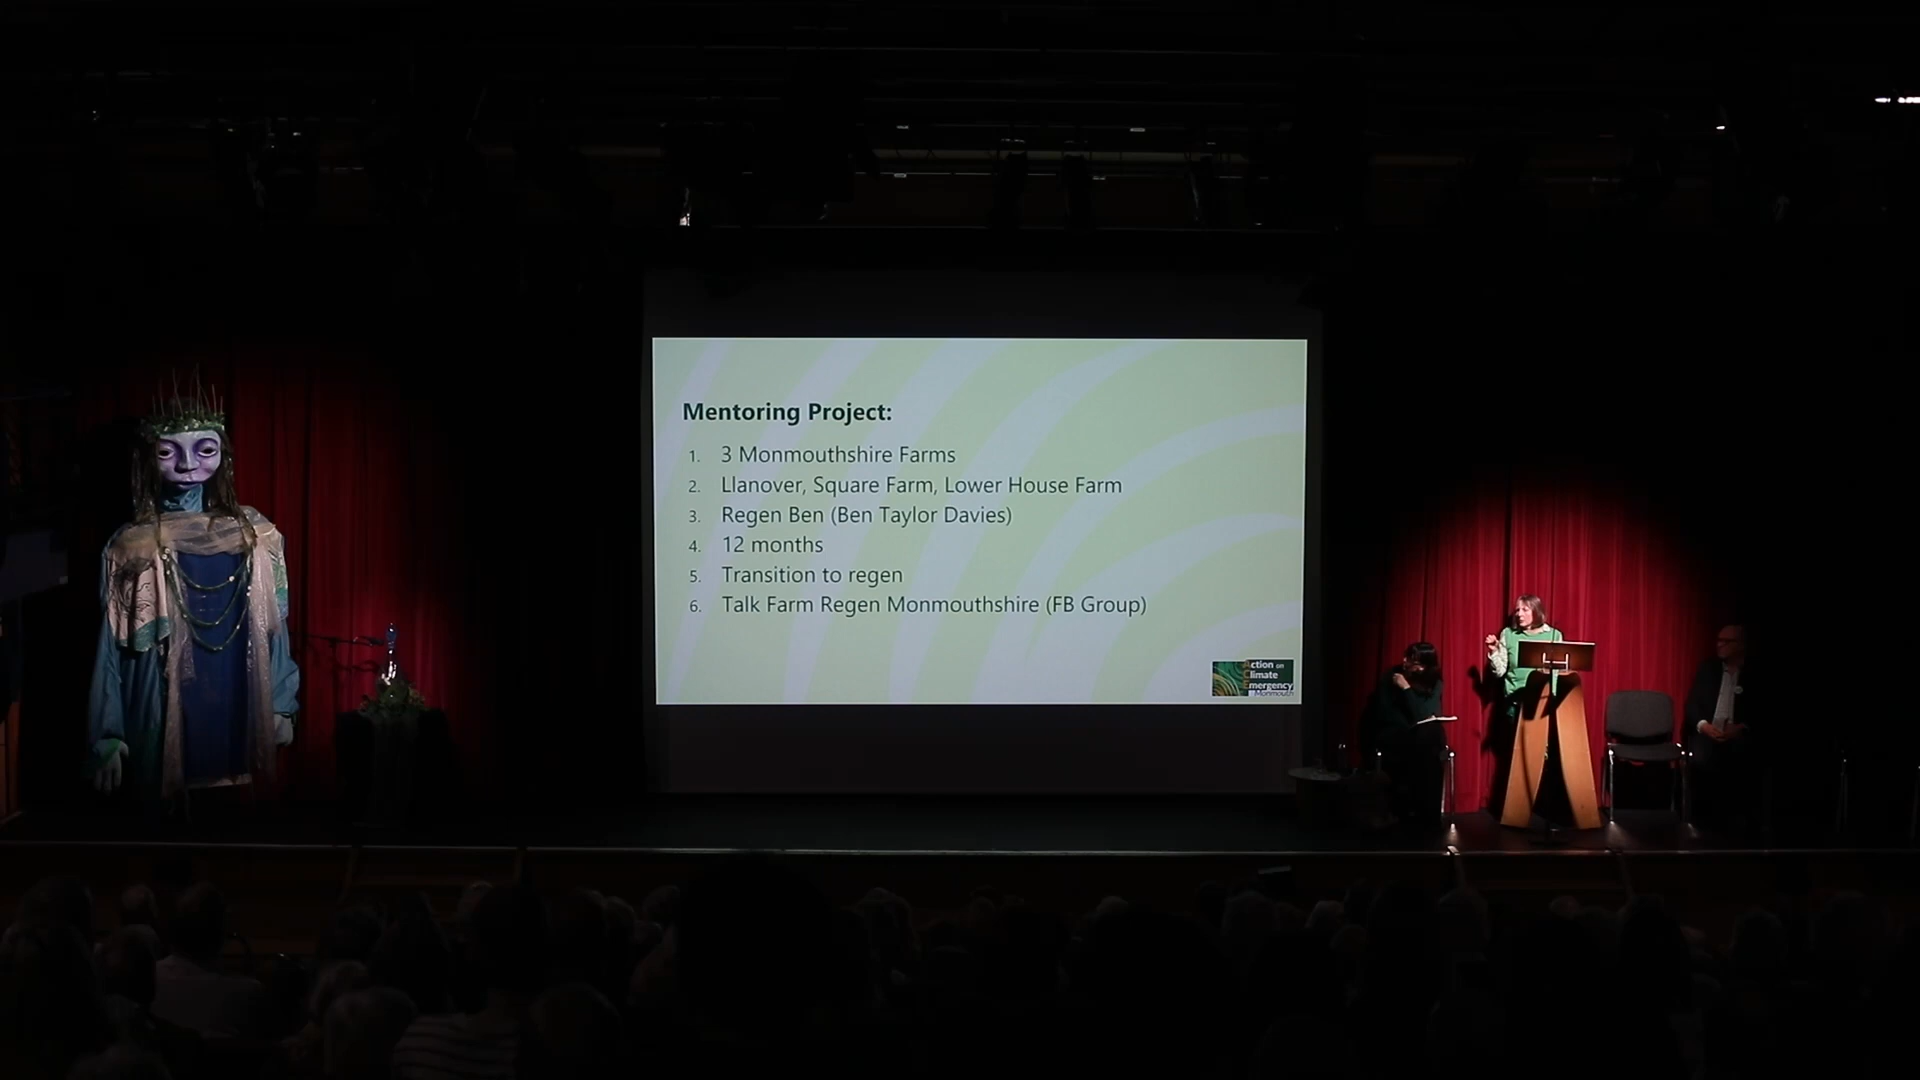 Mentoring Project:
1. 3 Monmouthshire Farms
2. Llanover, Square Farm, Lower House Farm
3. Regen Ben (Ben Taylor Davies)
4. 12 months
5. Transition to regen
6. Talk Farm Regen Monmouthshire (FB Group)
Action on
Climate
Emergency
Monmouth